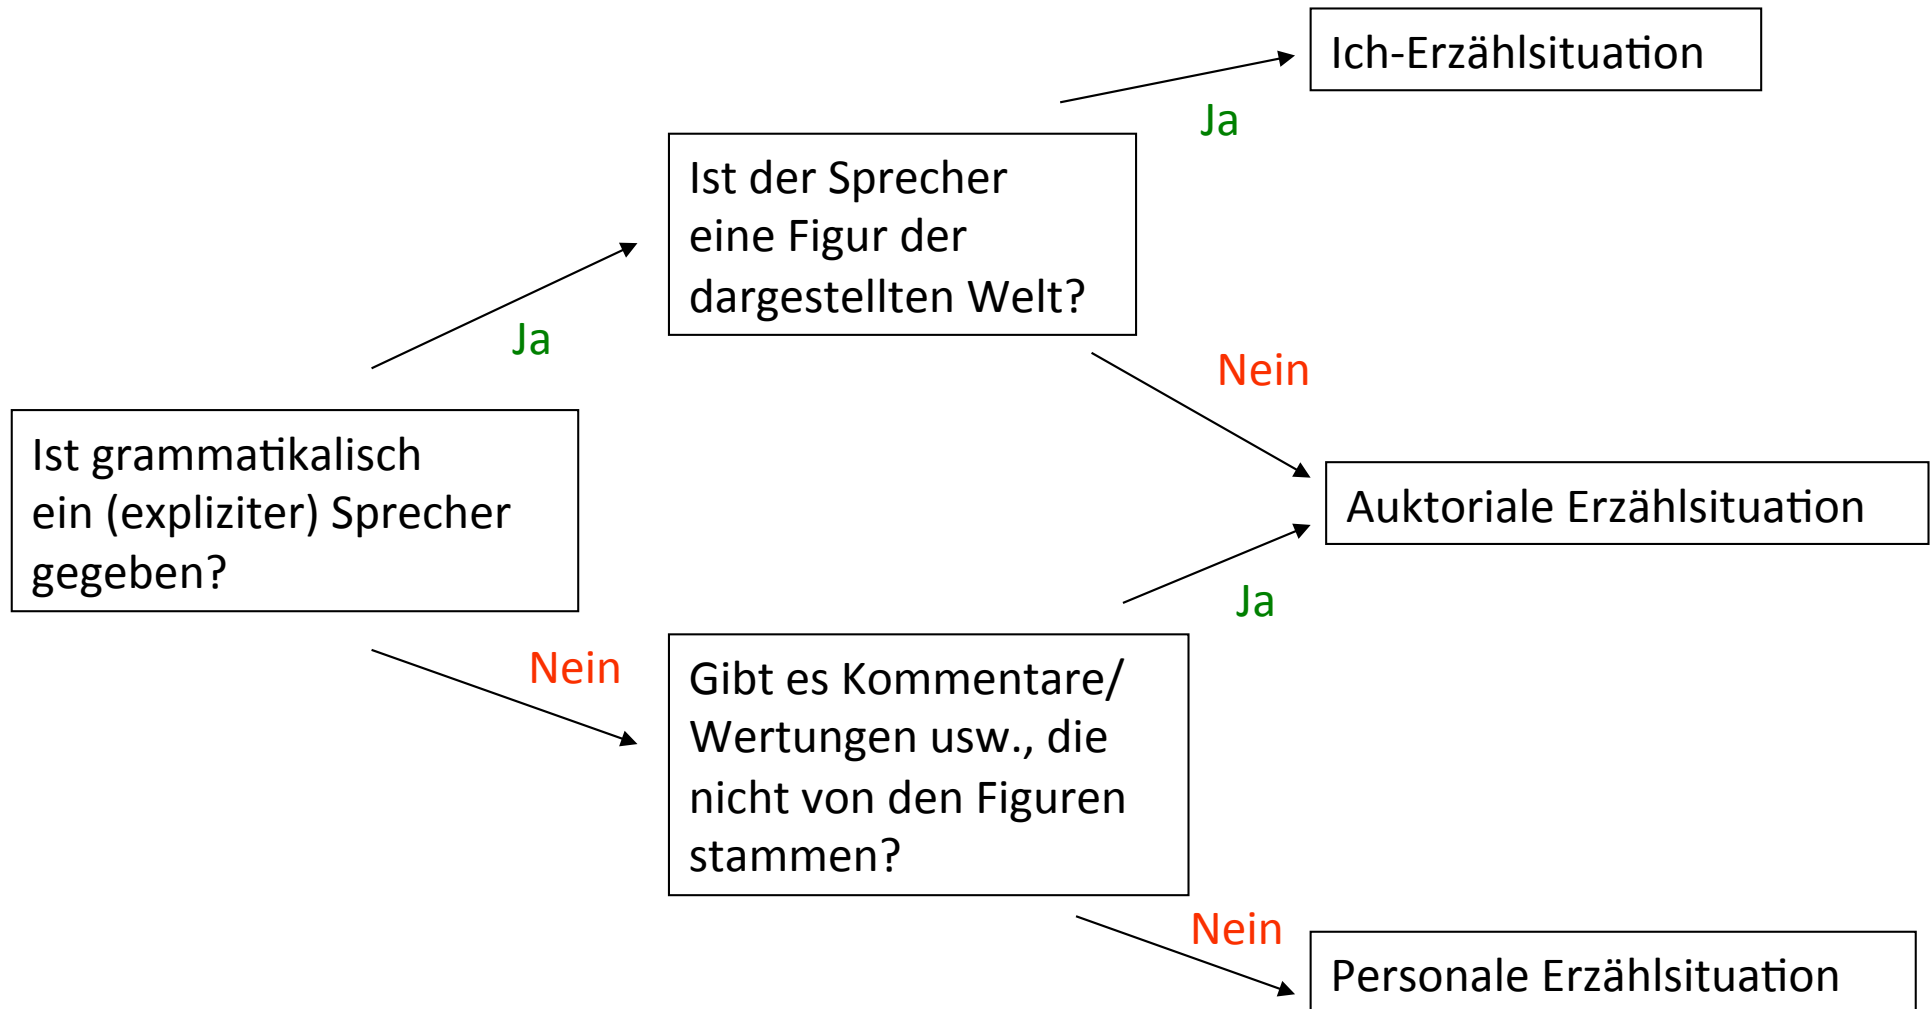 Ich-Erzählsituation
Ja
Ist der Sprecher
eine Figur der
dargestellten Welt?
Ja
Nein
Ist grammatikalisch
ein (expliziter) Sprecher
gegeben?
Auktoriale Erzählsituation
Ja
Nein
Gibt es Kommentare/
Wertungen usw., die
nicht von den Figuren
stammen?
Nein
Personale Erzählsituation